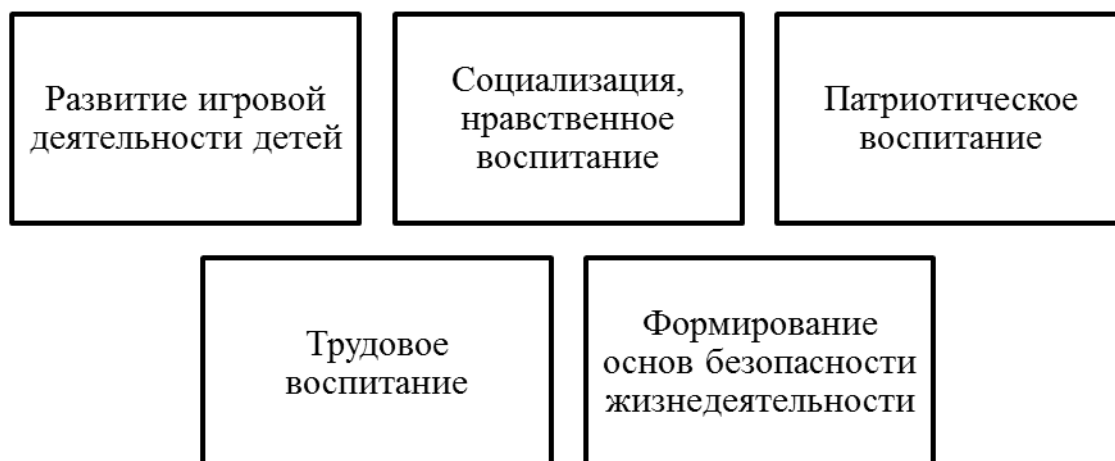 Развитие игровой
деятельности детей
Социализация,
нравственное
воспитание
Патриотическое
воспитание
Трудовое
воспитание
Формирование
основ безопасности
жизнедеятельности